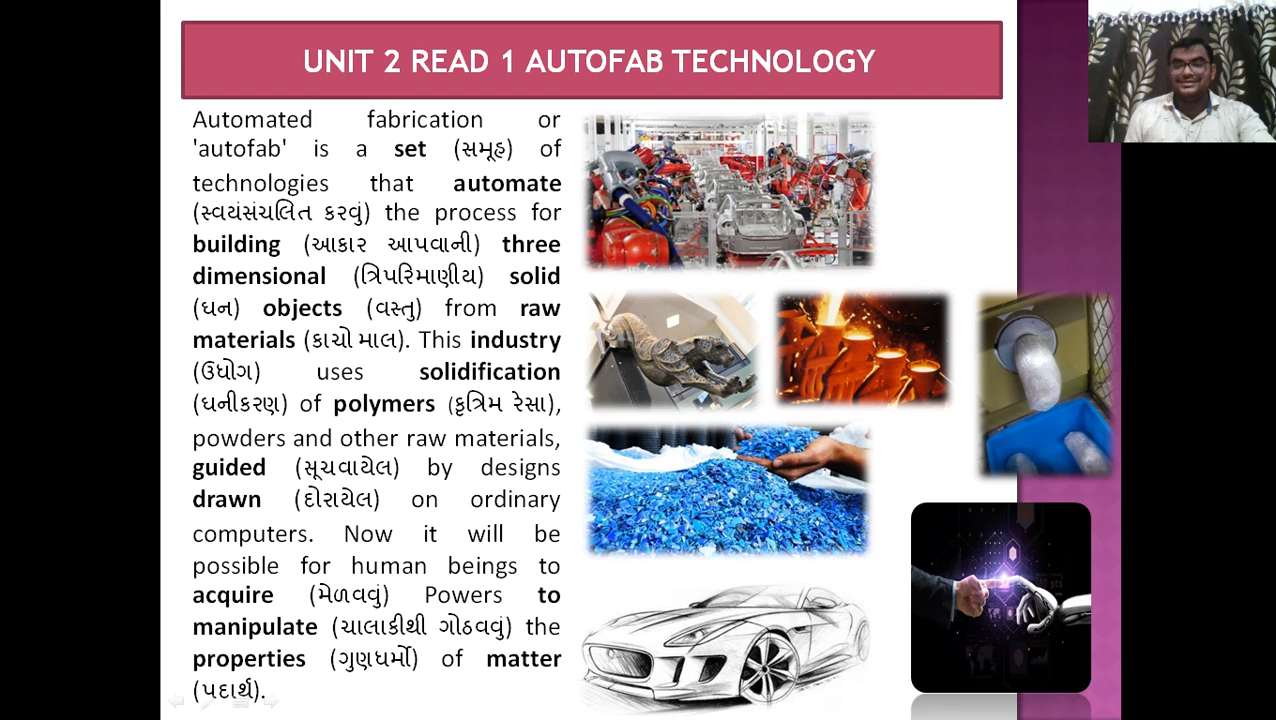 UNIT 2 READ 1 AUTOFAB TECHNOLOGY
Automated fabrication or
'autofab' is a set (સમૂહ) of
technologies that automate
(સ્વયંસંચલિત કરવું) the process for
building (આકાર આપવાની) three
dimensional (ત્રિપરિમાણીય) solid
(ઘન) objects (વસ્તુ) from raw
materials (કાચો માલ). This industry
(ઉધોગ) uses solidification
(ઘનીકરણ) of polymers (કૃત્રિમ રેસા),
powders and other raw materials,
guided (સૂચવાયેલ) by designs
drawn (દોરાયેલ) on ordinary
computers. Now it will be
possible for human beings to
acquire (મેળવવું) Powers to
manipulate (ચાલાકીથી ગોઠવવું) the
properties (ગુણધર્મો) of matter
(પદાર્થ).